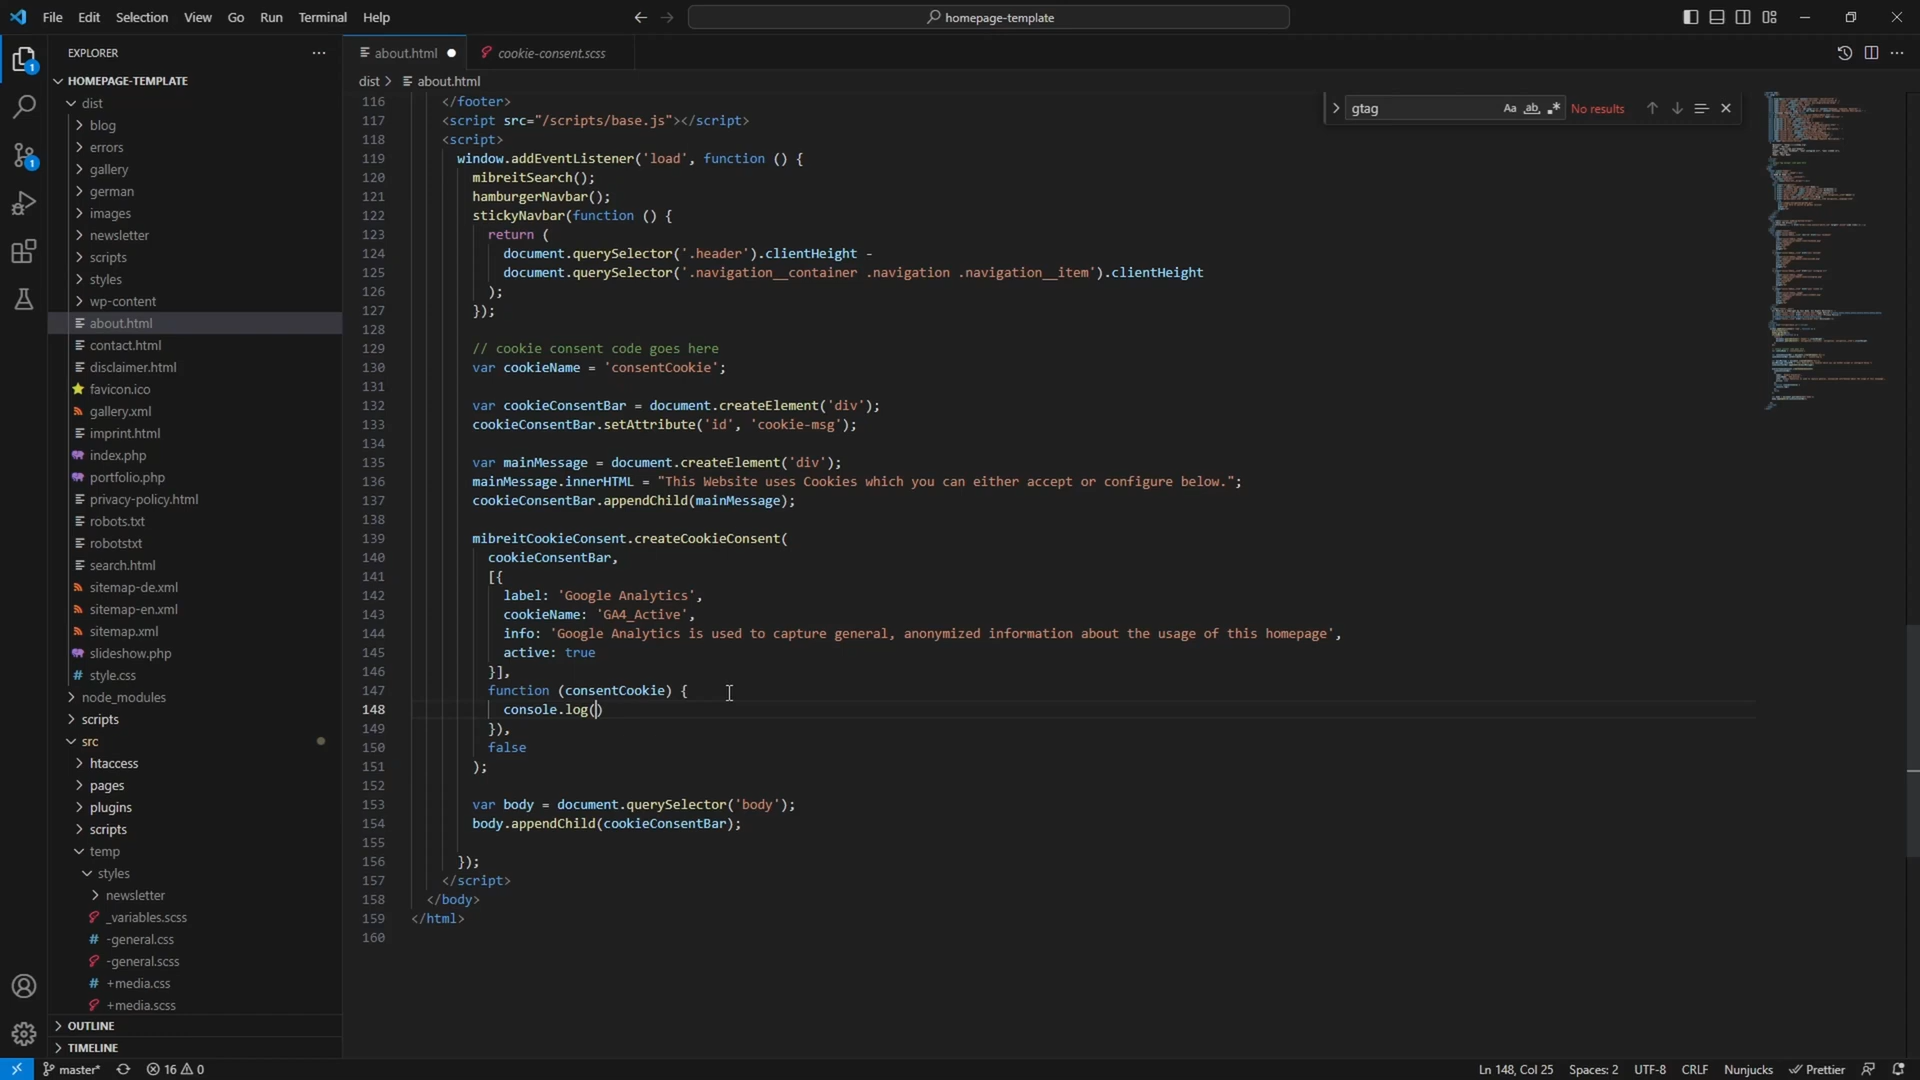 File Edit Selection View Go Run Terminal Help
homepage-template
EXPLORER
HOMEPAGE-TEMPLATE
dist
blog
errors
gallery
german
images
newsletter
scripts
styles
wp-content
about.html
contact.html
disclaimer.html
favicon.ico
gallery.xml
imprint.html
index.php
portfolio.php
privacy-policy.html
robots.txt
robotstxt
search.html
sitemap-de.xml
sitemap-en.xml
sitemap.xml
slideshow.php
style.css
node_modules
scripts
src
htaccess
pages
plugins
scripts
temp
styles
newsletter
_variables.scss
-general.css
-general.scss
+media.css
+media.scss
OUTLINE
TIMELINE
1
1
about.html
cookie-consent.scss
dist > about.html
gtag
Aa ab .*
No results
116 </footer>
117 <script src="/scripts/base.js"></script>
118 <script>
119 window.addEventListener('load', function () {
120 mibreitSearch();
121 hamburgerNavbar();
122 stickyNavbar(function () {
123 return (
124 document.querySelector('.header').clientHeight -
125 document.querySelector('.navigation__container .navigation .navigation__item').clientHeight
126 );
127 });
128
129 // cookie consent code goes here
130 var cookieName = 'consentCookie';
131
132 var cookieConsentBar = document.createElement('div');
133 cookieConsentBar.setAttribute('id', 'cookie-msg');
134
135 var mainMessage = document.createElement('div');
136 mainMessage.innerHTML = "This Website uses Cookies which you can either accept or configure below.";
137 cookieConsentBar.appendChild(mainMessage);
138
139 mibreitCookieConsent.createCookieConsent(
140 cookieConsentBar,
141 [{
142 label: 'Google Analytics',
143 cookieName: 'GA4_Active',
144 info: 'Google Analytics is used to capture general, anonymized information about the usage of this homepage',
145 active: true
146 }],
147 function (consentCookie) {
148 console.log()
149 }),
150 false
151 );
152
153 var body = document.querySelector('body');
154 body.appendChild(cookieConsentBar);
155
156 });
157 </script>
158 </body>
159 </html>
160
master* 16 0
Ln 148, Col 25 Spaces: 2 UTF-8 CRLF Nunjucks Prettier